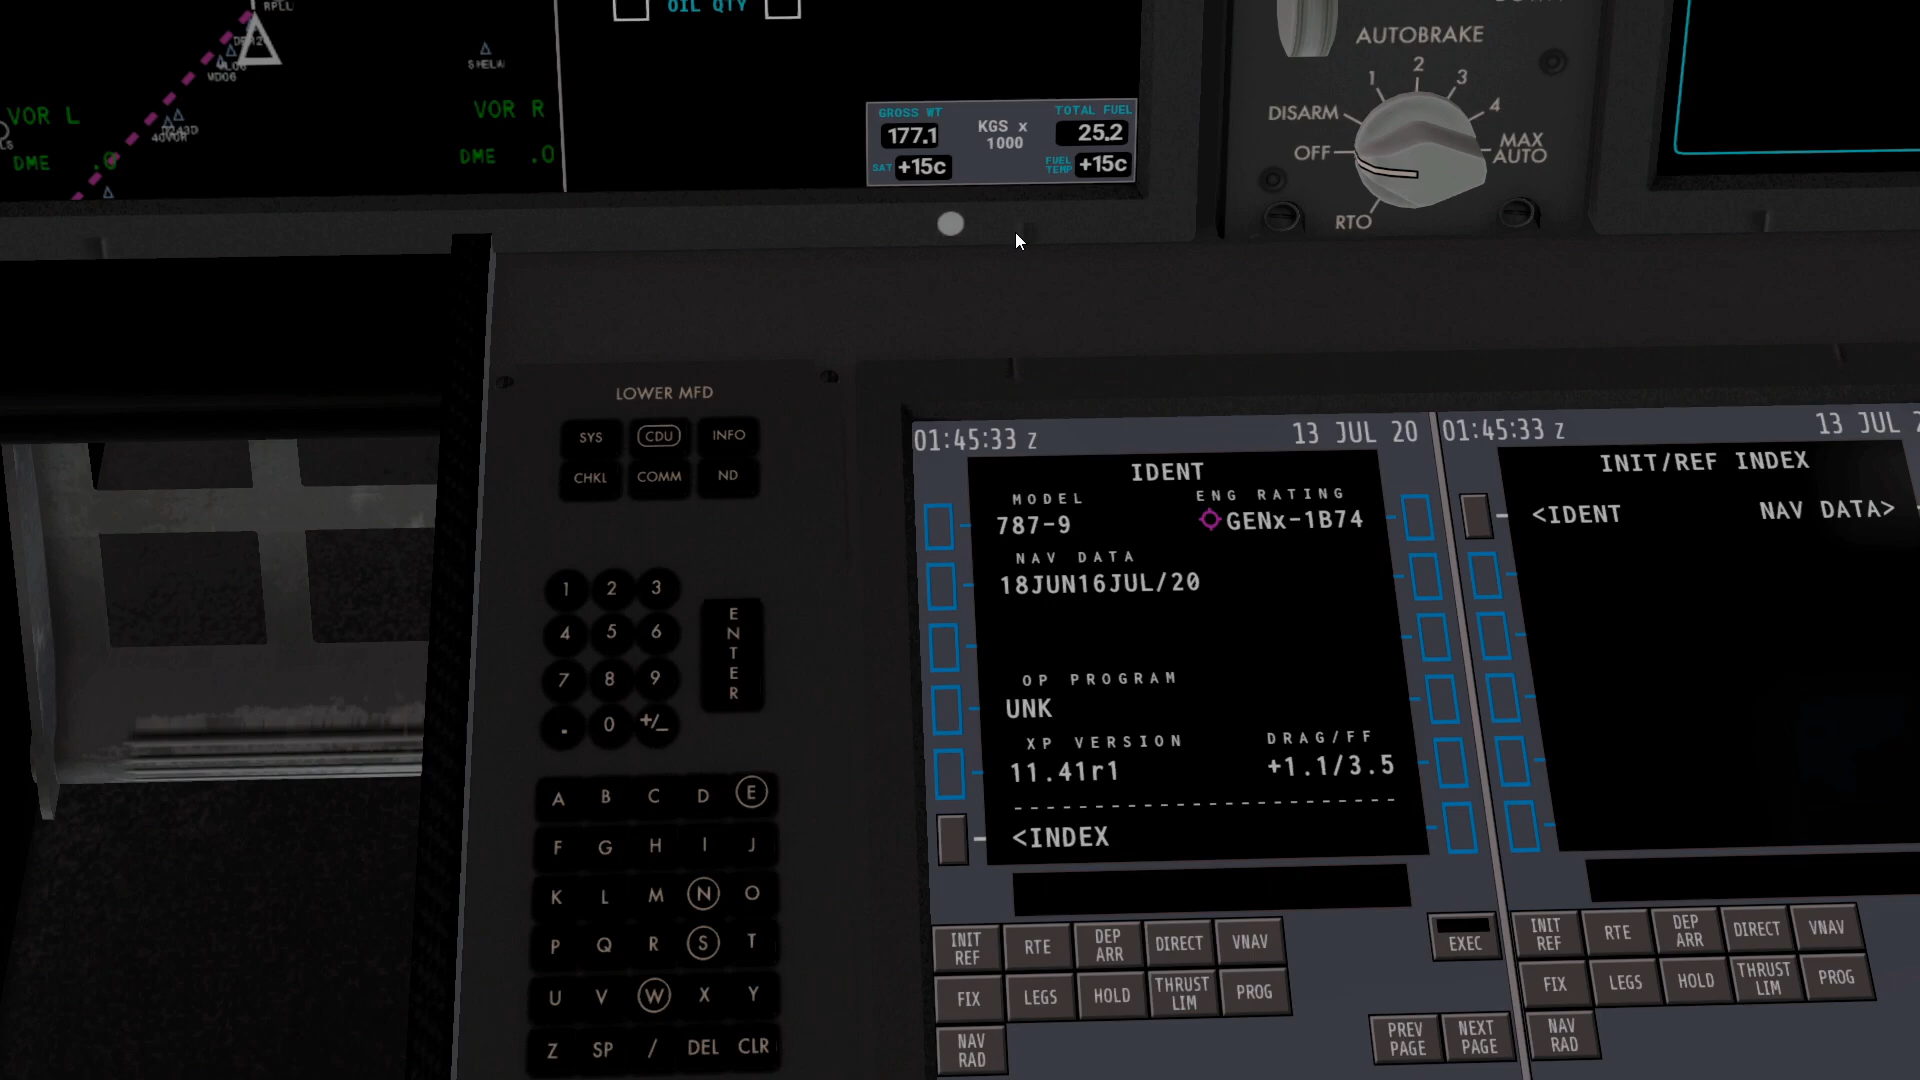 RPLL
VD06
SHELW
VOR L
VOR R
DME .0
DME .0
OIL QTY
GROSS WT
177.1
KGS x
1000
TOTAL FUEL
25.2
SAT +15c
FUEL
TEMP +15c
AUTOBRAKE
DISARM
1
2
3
4
MAX
AUTO
OFF
RTO
LOWER MFD
SYS
CDU
INFO
CHKL
COMM
ND
1 2 3
4 5 6
7 8 9
. 0 +/_
ENTER
A B C D E
F G H I J
K L M N O
P Q R S T
U V W X Y
Z SP / DEL CLR
01:45:33 z 13 JUL 20
IDENT
MODEL ENG RATING
787-9 GENx-1B74
NAV DATA
18JUN16JUL/20
OP PROGRAM
UNK
XP VERSION DRAG/FF
11.41r1 +1.1/3.5
------------------------
<INDEX
INIT
REF
RTE
DEP
ARR
DIRECT
VNAV
EXEC
FIX
LEGS
HOLD
THRUST
LIM
PROG
NAV
RAD
PREV
PAGE
NEXT
PAGE
01:45:33 z 13 JUL
INIT/REF INDEX
<IDENT NAV DATA>
INIT
REF
RTE
DEP
ARR
DIRECT
VNAV
FIX
LEGS
HOLD
THRUST
LIM
PROG
NAV
RAD